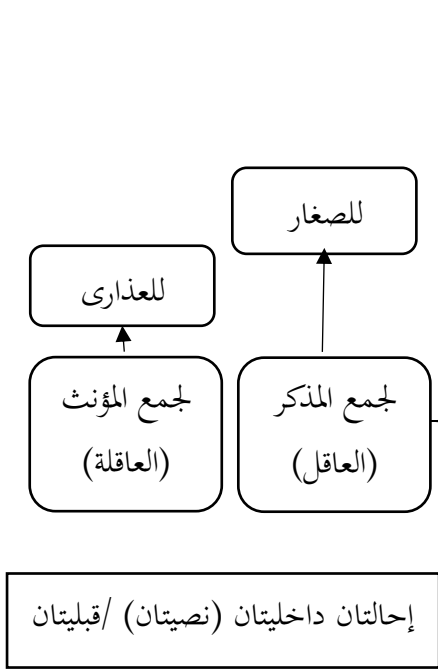 للصغار
للعذارى
لجمع المذكر
(العاقل)
لجمع المؤنث
(العاقلة)
إحالتان داخليتان (نصيتان) /قبليتان